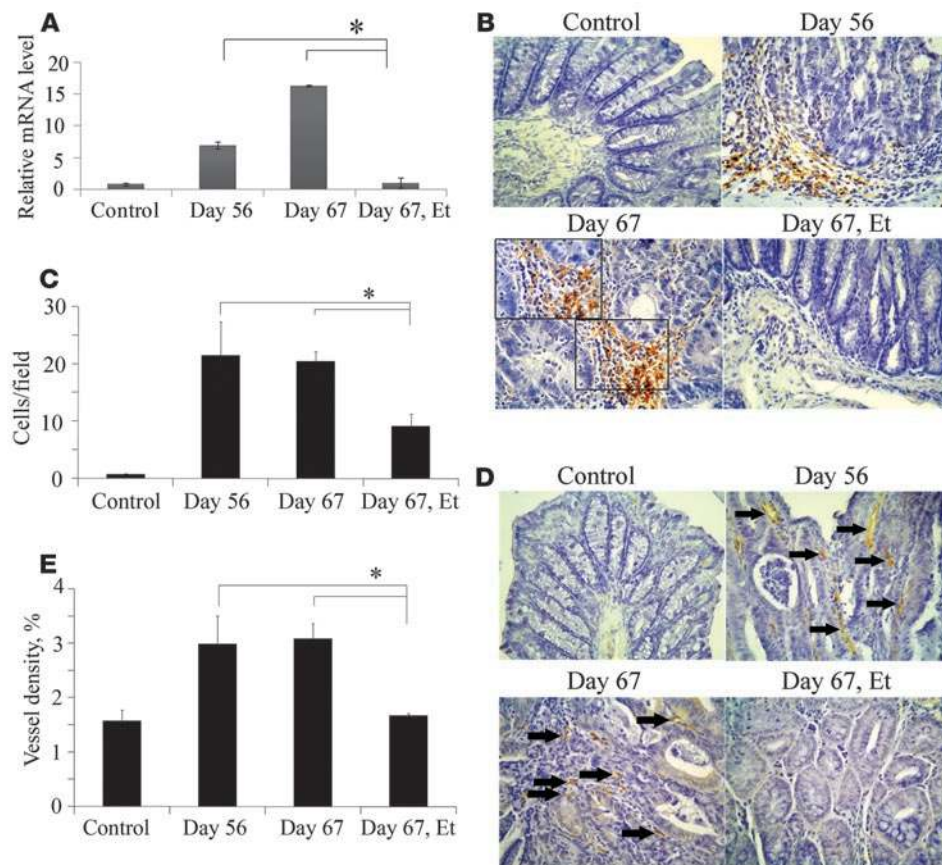 A
Relative mRNA level
20
15
10
5
0
*
Control Day 56 Day 67 Day 67, Et
B
Control Day 56
Day 67 Day 67, Et
C
Cells/field
30
20
10
0
*
Control Day 56 Day 67 Day 67, Et
D
Control Day 56
Day 67 Day 67, Et
E
Vessel density, %
4
3
2
1
0
*
Control Day 56 Day 67 Day 67, Et